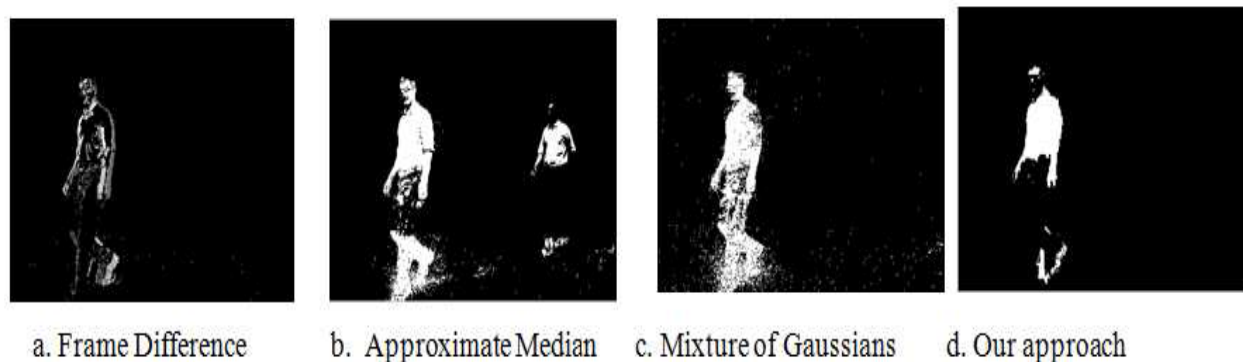 a. Frame Difference b. Approximate Median c. Mixture of Gaussians d. Our approach